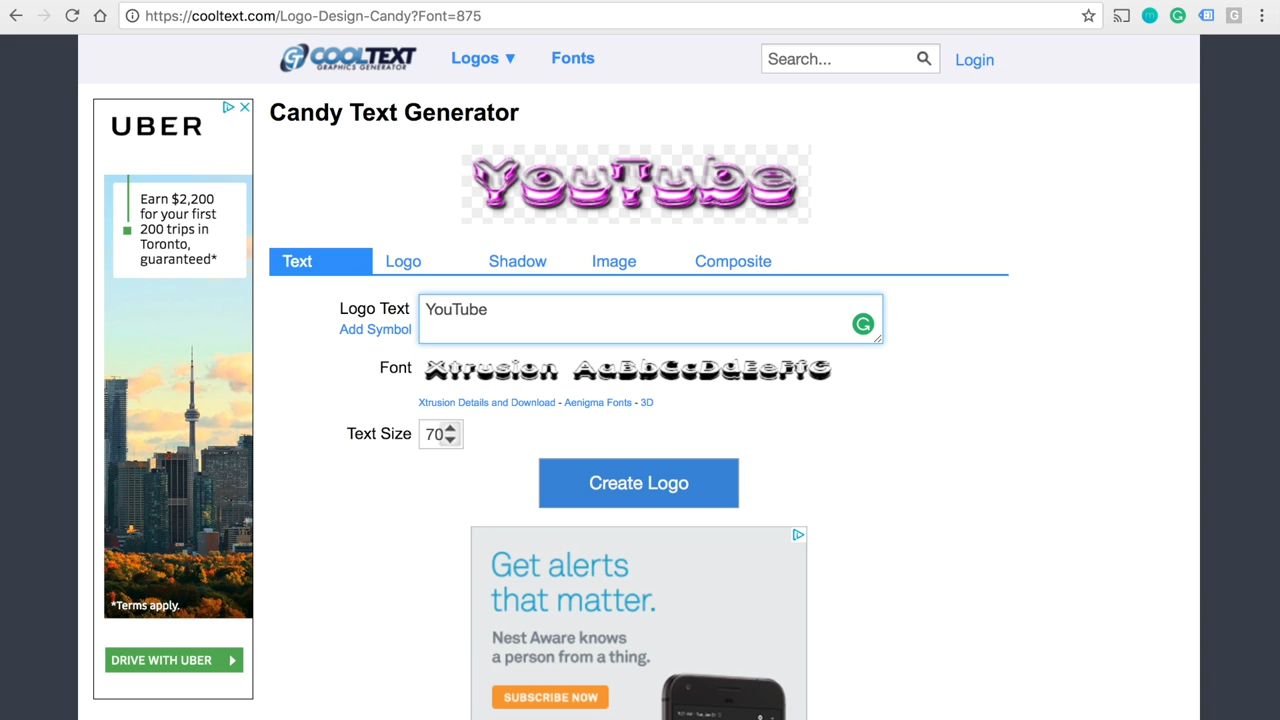 https://cooltext.com/Logo-Design-Candy?Font=875
COOLTEXT
GRAPHICS GENERATOR
Logos ▼
Fonts
Search...
Login
UBER
Earn $2,200
for your first
200 trips in
Toronto,
guaranteed*
*Terms apply.
DRIVE WITH UBER
Candy Text Generator
YouTube
Text
Logo
Shadow
Image
Composite
Logo Text
YouTube
Add Symbol
Font
Xtrusion AaBbCcDdEeFfG
Xtrusion Details and Download - Aenigma Fonts - 3D
Text Size
70
Create Logo
Get alerts
that matter.
Nest Aware knows
a person from a thing.
SUBSCRIBE NOW